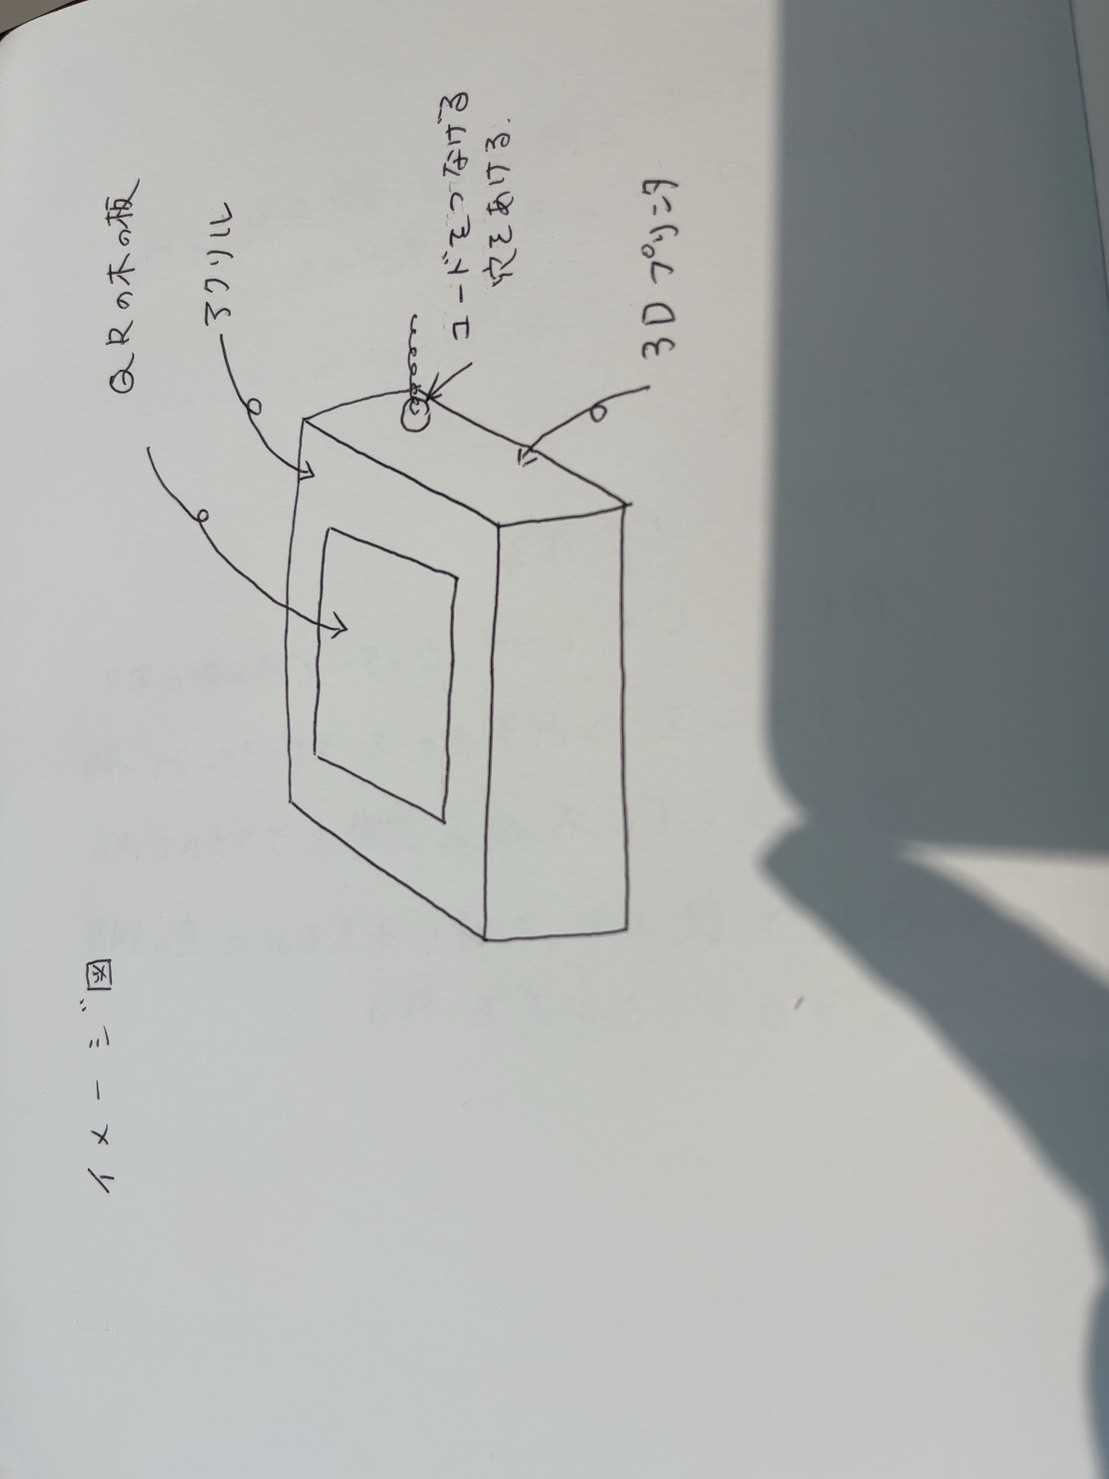 イメージ図
QRの木の板
アクリル
コードをつなげる
穴をあける.
3Dプリンタ